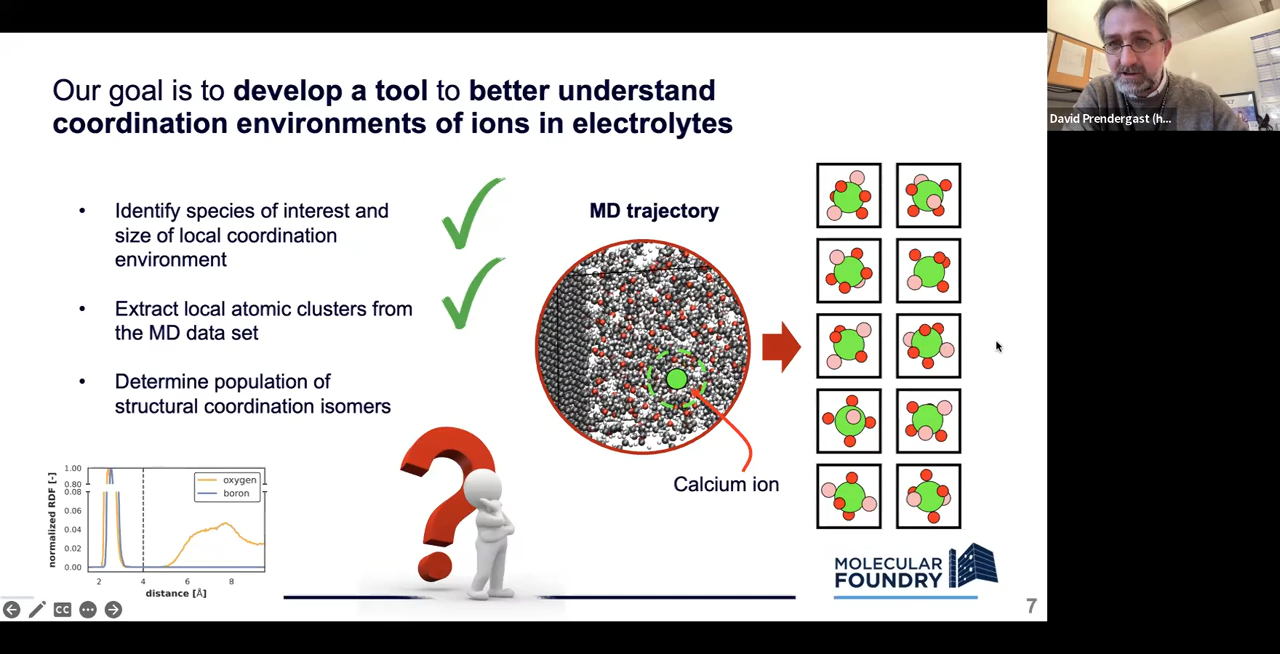 Our goal is to develop a tool to better understand
coordination environments of ions in electrolytes
David Prendergast (h...
• Identify species of interest and
size of local coordination
environment
• Extract local atomic clusters from
the MD data set
• Determine population of
structural coordination isomers
MD trajectory
Calcium ion
normalized RDF [-]
1.00
0.80
0.08
0.06
0.04
0.02
0.00
oxygen
boron
2 4 6 8
distance [Å]
MOLECULAR
FOUNDRY
CC
7